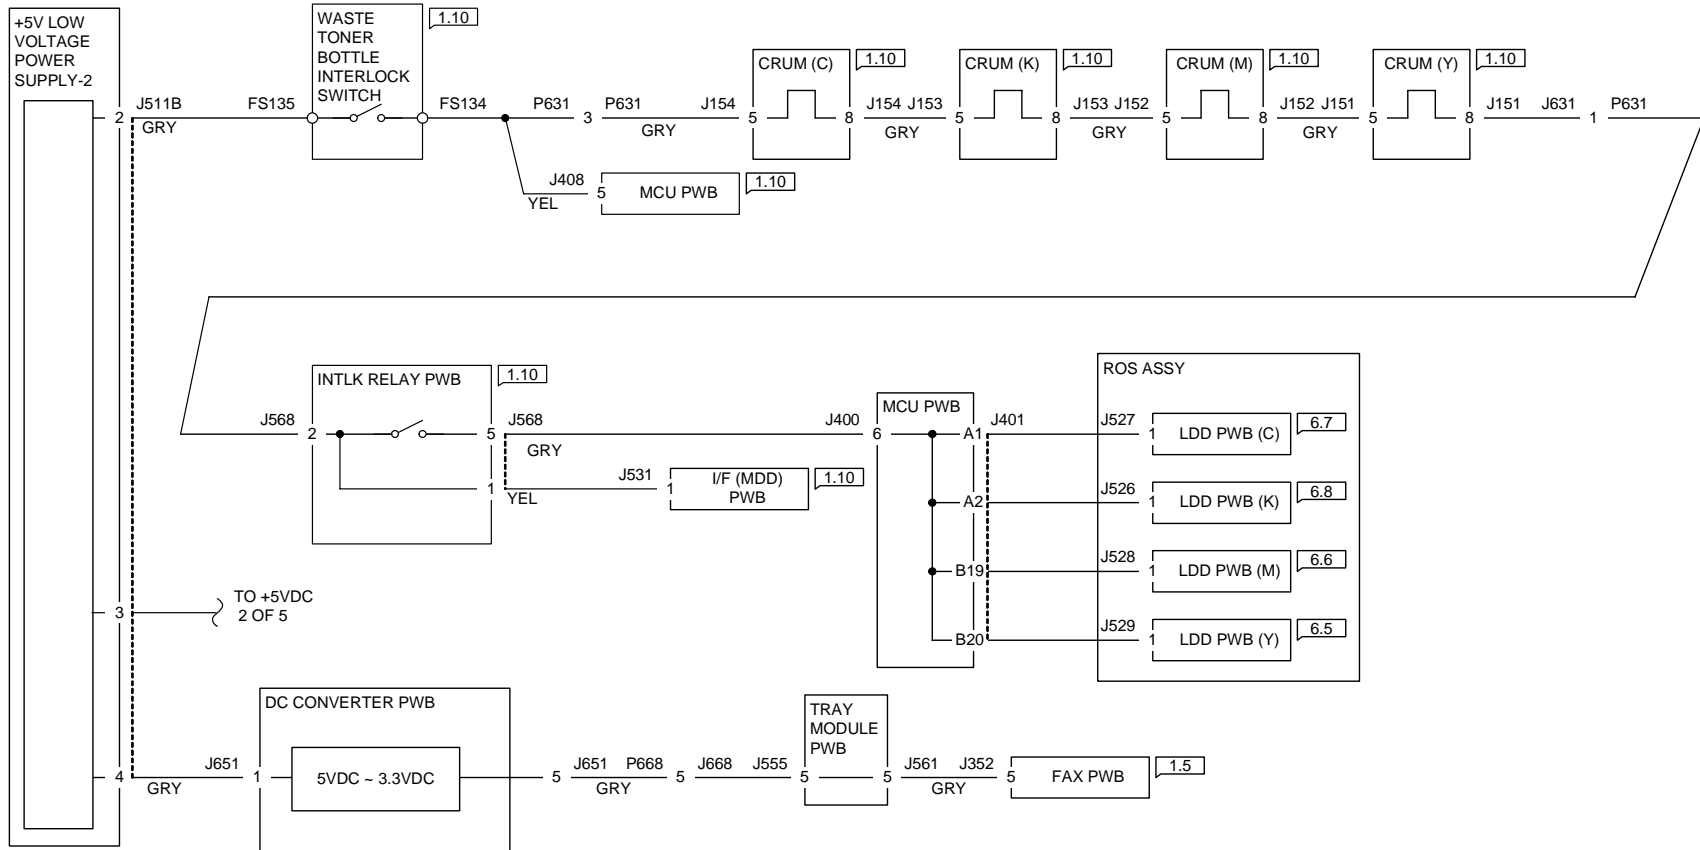 +5V LOW
VOLTAGE
POWER
SUPPLY-2
2
J511B
GRY
FS135
WASTE
TONER
BOTTLE
INTERLOCK
SWITCH
1.10
FS134
P631
3
P631
GRY
J154
5
CRUM (C)
8
1.10
J154 J153
GRY
5
CRUM (K)
8
1.10
J153 J152
GRY
5
CRUM (M)
8
1.10
J152 J151
GRY
5
CRUM (Y)
8
1.10
J151
J631
1
P631
J408
YEL
5
MCU PWB
1.10
INTLK RELAY PWB
1.10
J568
2
5
J568
GRY
1
YEL
J531
1
I/F (MDD)
PWB
1.10
J400
6
MCU PWB
A1
J401
A2
B19
B20
ROS ASSY
J527
1
LDD PWB (C)
6.7
J526
1
LDD PWB (K)
6.8
J528
1
LDD PWB (M)
6.6
J529
1
LDD PWB (Y)
6.5
3
TO +5VDC
2 OF 5
4
GRY
J651
1
DC CONVERTER PWB
5VDC ~ 3.3VDC
5
J651
GRY
P668
5
J668
J555
TRAY
MODULE
PWB
5
5
J561
GRY
J352
5
FAX PWB
1.5